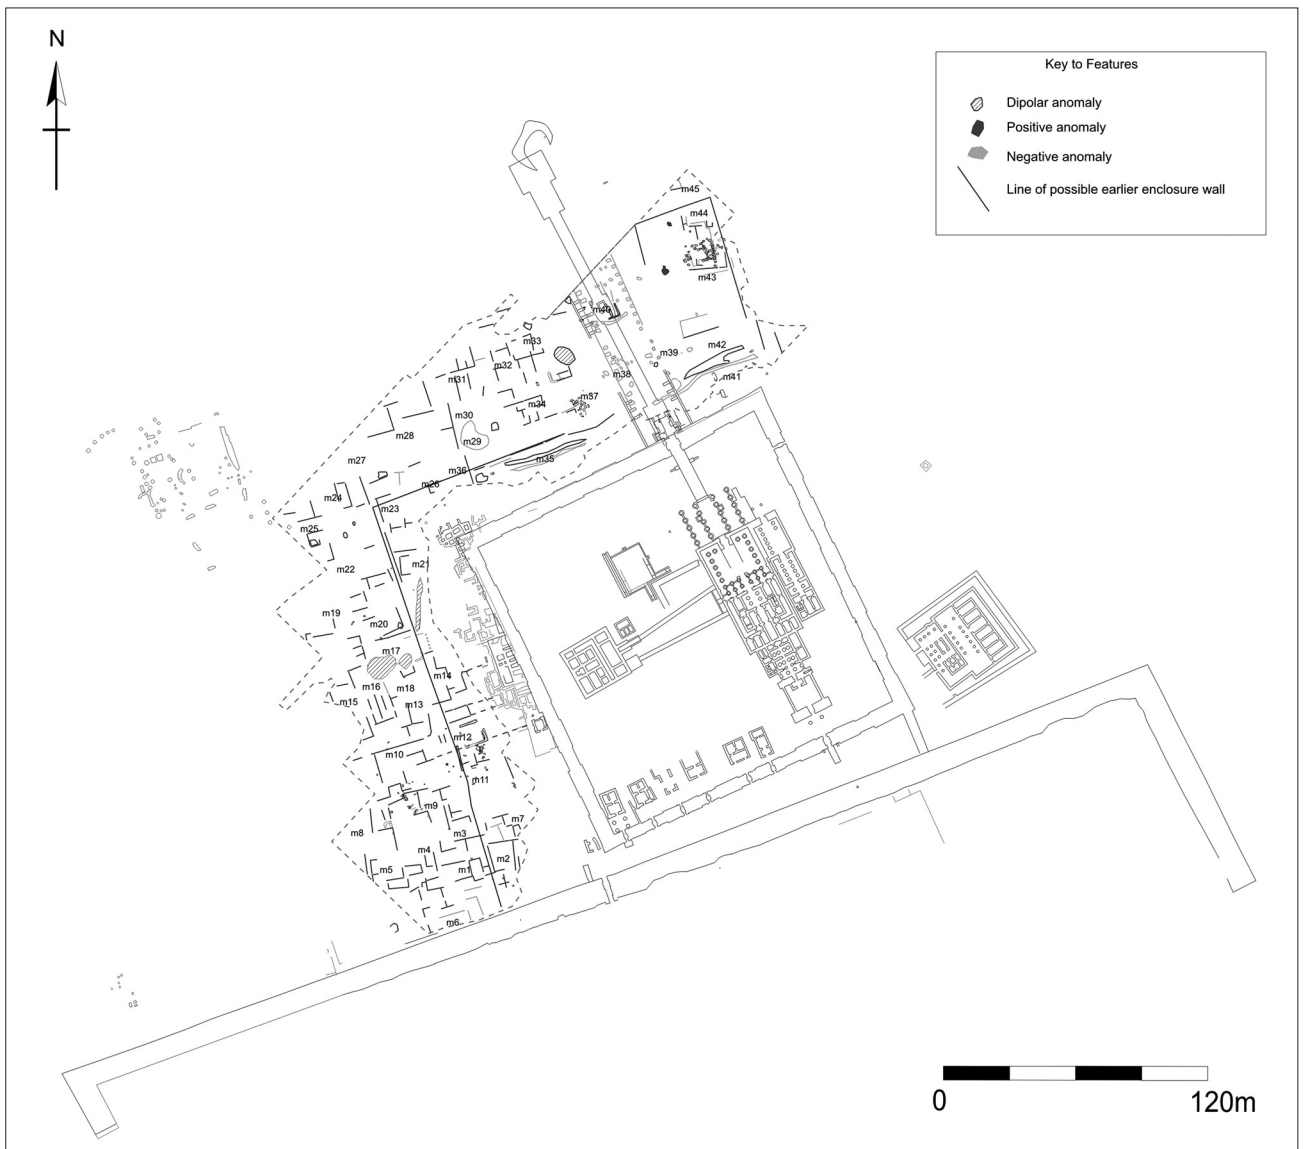 N
Key to Features
Dipolar anomaly
Positive anomaly
Negative anomaly
Line of possible earlier enclosure wall
m45
m44
m43
m40
m33
m39
m42
m32
m38
m41
m31
m37
m34
m30
m28
m29
m27
m35
m36
m26
m24
m23
m25
m21
m22
m19
m20
m17
m14
m16
m18
m15
m13
m12
m10
m11
m9
m7
m8
m3
m4
m2
m5
m1
m6
0
120m